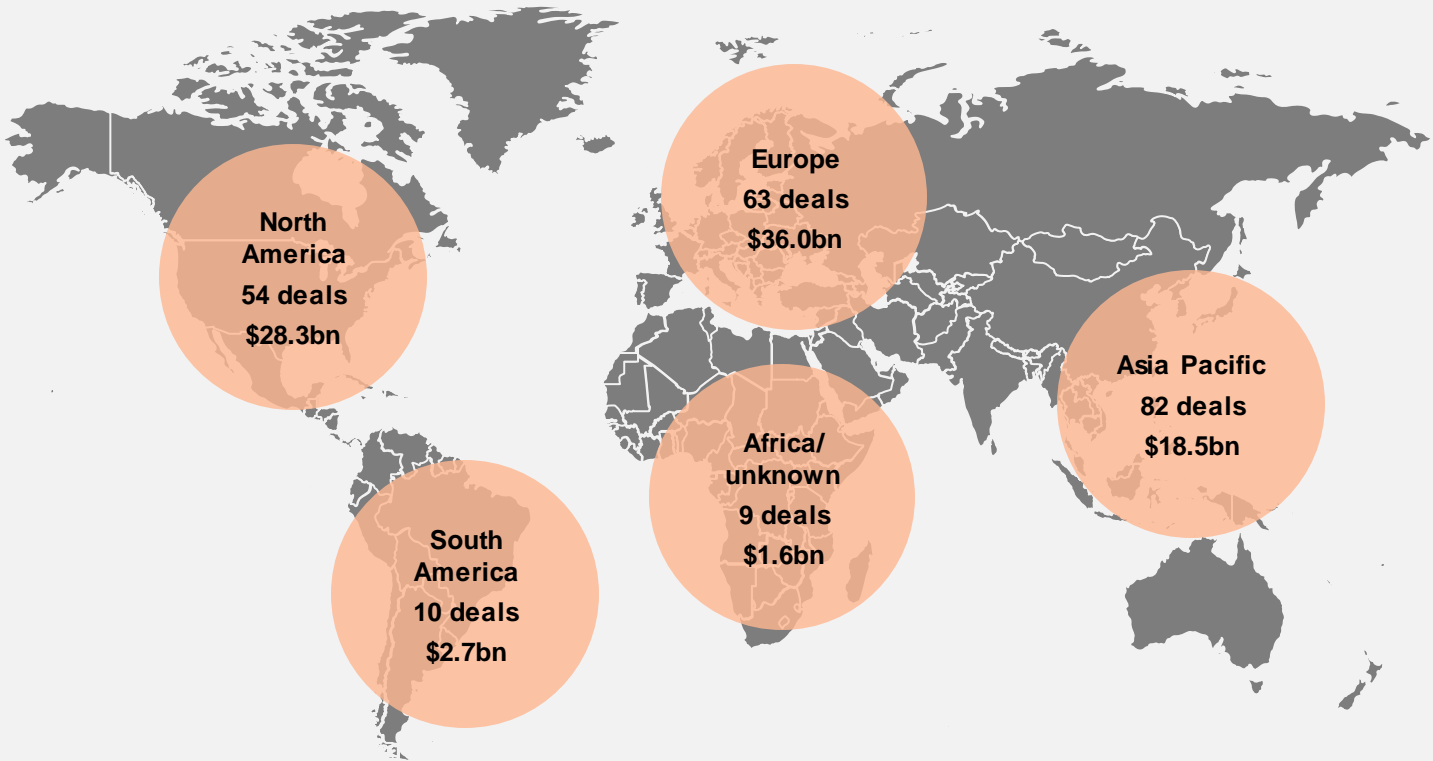 North
America
54 deals
$28.3bn
Europe
63 deals
$36.0bn
Asia Pacific
82 deals
$18.5bn
Africa/
unknown
9 deals
$1.6bn
South
America
10 deals
$2.7bn